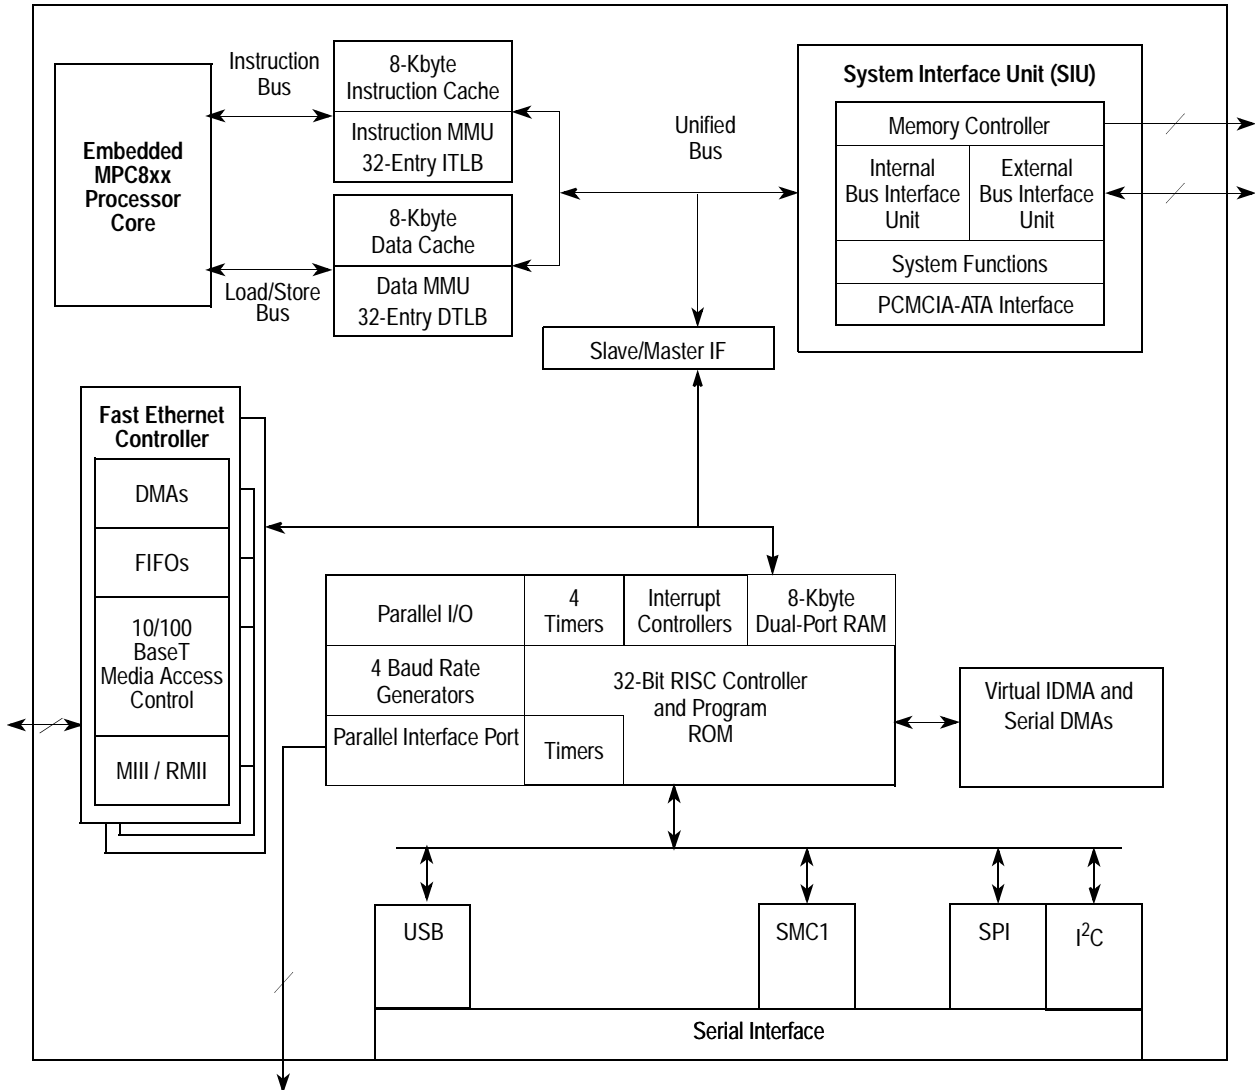 Instruction
Bus
8-Kbyte
Instruction Cache
Instruction MMU
32-Entry ITLB
Embedded
MPC8xx
Processor
Core
8-Kbyte
Data Cache
Data MMU
32-Entry DTLB
Load/Store
Bus
Unified
Bus
System Interface Unit (SIU)
Memory Controller
Internal
Bus Interface
Unit
External
Bus Interface
Unit
System Functions
PCMCIA-ATA Interface
Slave/Master IF
Fast Ethernet
Controller
DMAs
FIFOs
10/100
BaseT
Media Access
Control
MIII / RMII
Parallel I/O
4
Timers
Interrupt
Controllers
8-Kbyte
Dual-Port RAM
4 Baud Rate
Generators
32-Bit RISC Controller
and Program
ROM
Parallel Interface Port
Timers
Virtual IDMA and
Serial DMAs
USB
SMC1
SPI
I²C
Serial Interface